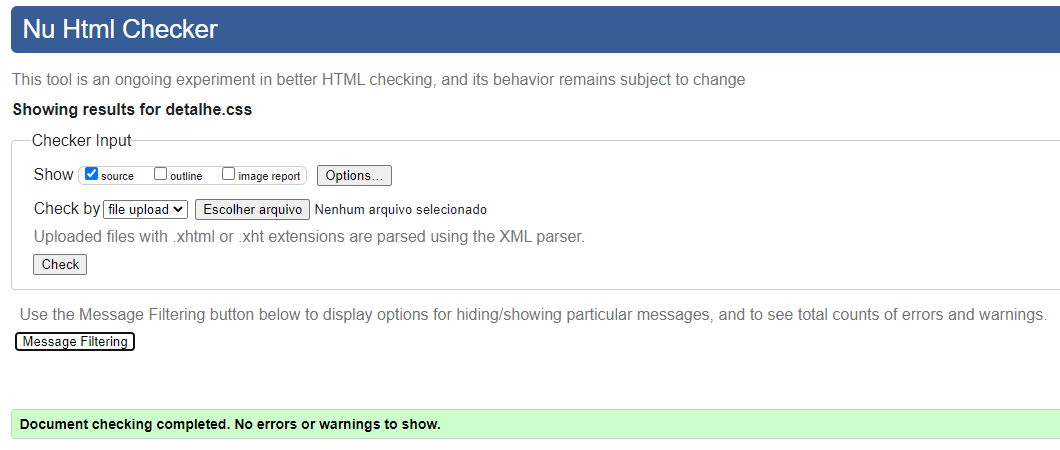 Nu Html Checker
This tool is an ongoing experiment in better HTML checking, and its behavior remains subject to change
Showing results for detalhe.css
Checker Input
Show source outline image report Options...
Check by file upload Escolher arquivo Nenhum arquivo selecionado
Uploaded files with .xhtml or .xht extensions are parsed using the XML parser.
Check
Use the Message Filtering button below to display options for hiding/showing particular messages, and to see total counts of errors and warnings.
Message Filtering
Document checking completed. No errors or warnings to show.